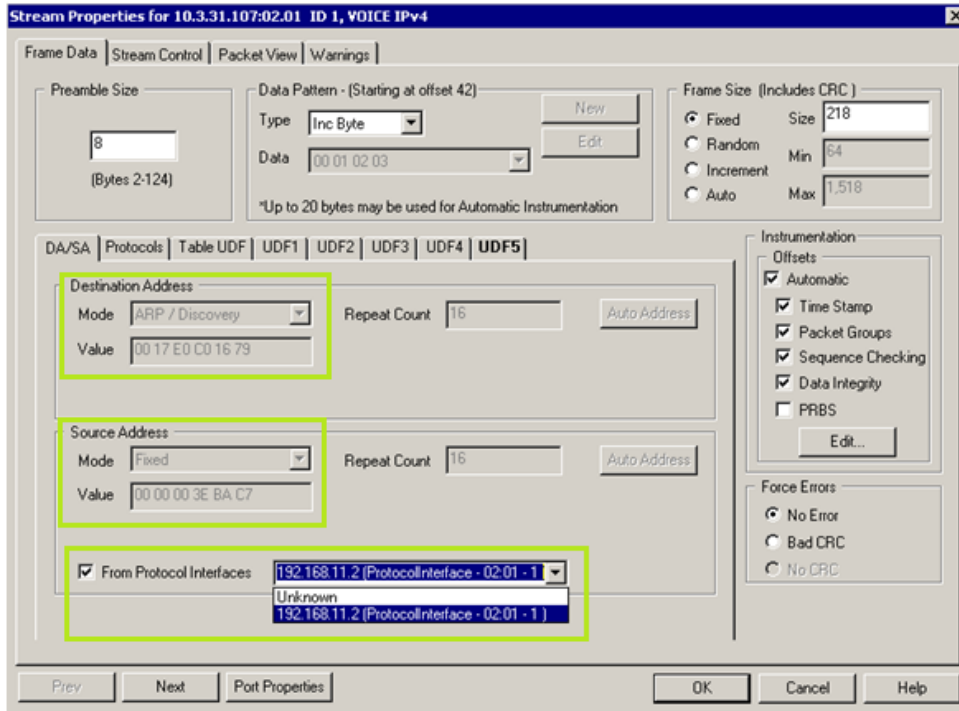 Stream Properties for 10.3.31.107:02.01 ID 1, VOICE IPv4
Frame Data Stream Control Packet View Warnings
Preamble Size
8
(Bytes 2-124)
Data Pattern - (Starting at offset 42)
Type Inc Byte
New
Data 00 01 02 03
Edit
*Up to 20 bytes may be used for Automatic Instrumentation
Frame Size (Includes CRC )
Fixed Size 218
Random
Min 64
Increment
Auto Max 1,518
DA/SA Protocols Table UDF UDF1 UDF2 UDF3 UDF4 UDF5
Destination Address
Mode ARP / Discovery Repeat Count 16 Auto Address
Value 00 17 E0 C0 16 79
Source Address
Mode Fixed Repeat Count 16 Auto Address
Value 00 00 00 3E BA C7
From Protocol Interfaces 192.168.11.2 (ProtocolInterface - 02:01 - 1 )
Unknown
192.168.11.2 (ProtocolInterface - 02:01 - 1 )
Instrumentation
Offsets
Automatic
Time Stamp
Packet Groups
Sequence Checking
Data Integrity
PRBS
Edit...
Force Errors
No Error
Bad CRC
No CRC
Prev Next Port Properties OK Cancel Help